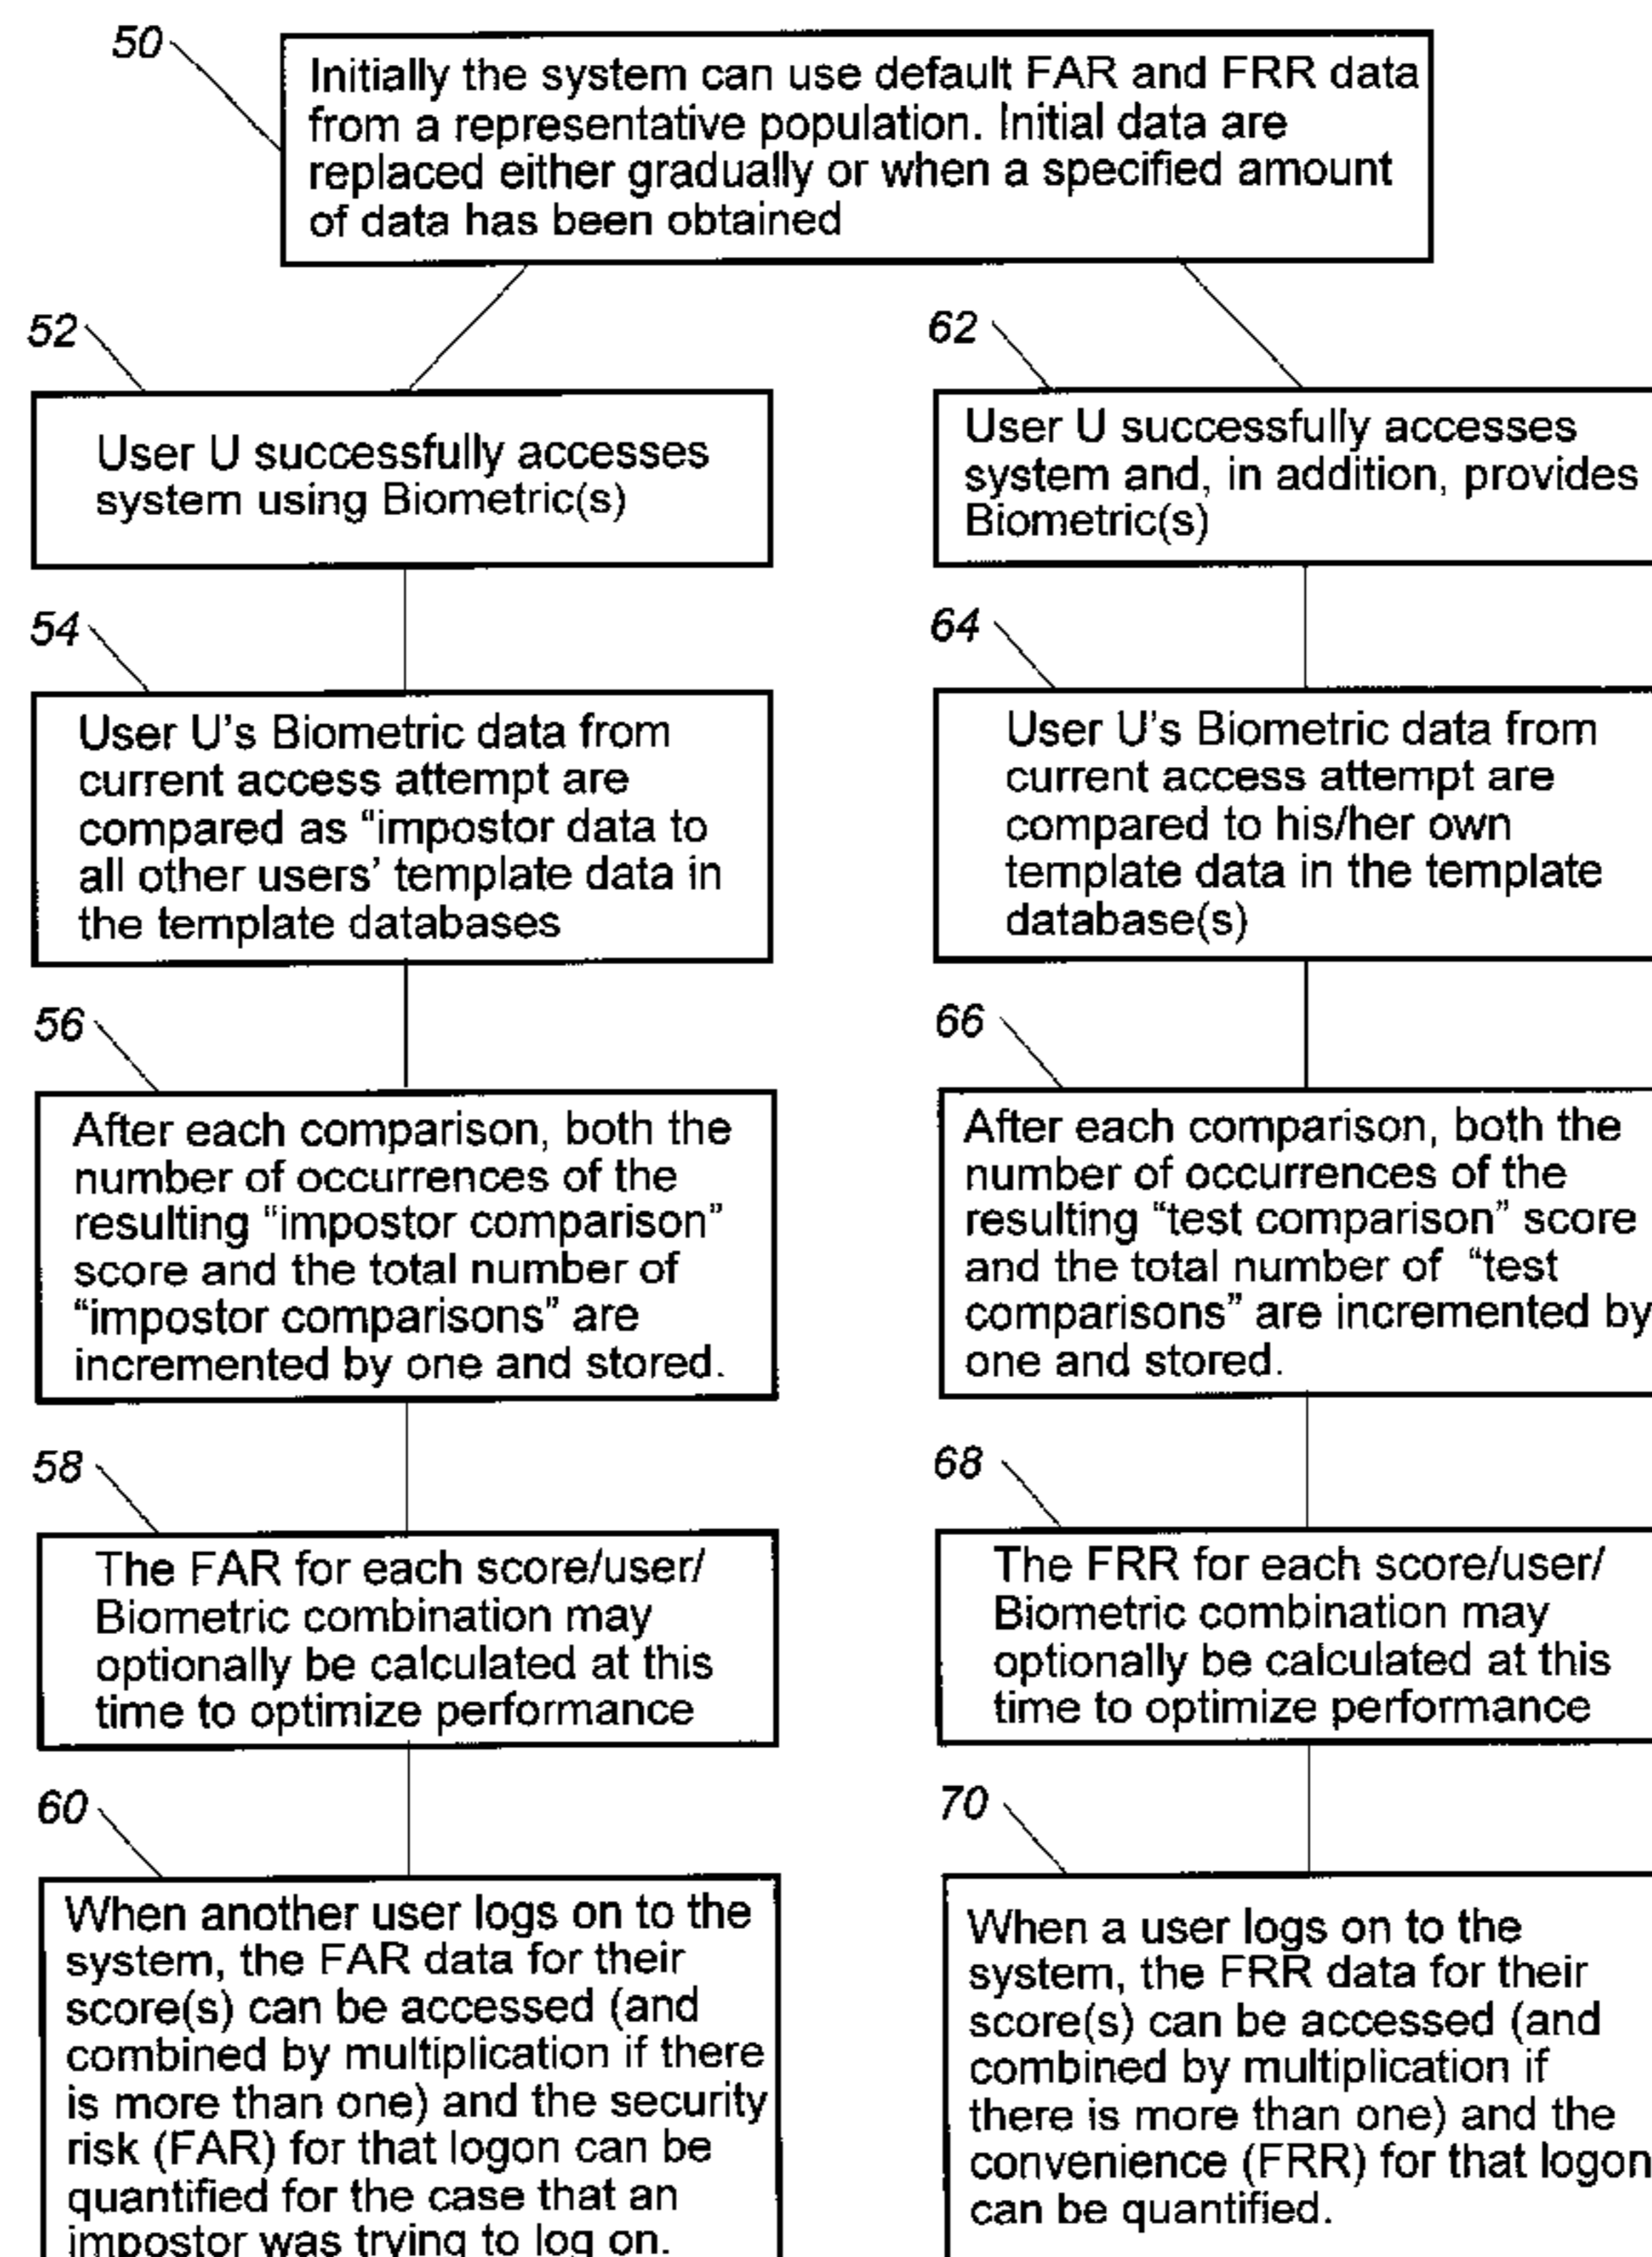 50
Initially the system can use default FAR and FRR data
from a representative population. Initial data are
replaced either gradually or when a specified amount
of data has been obtained
52
User U successfully accesses
system using Biometric(s)
54
User U's Biometric data from
current access attempt are
compared as “impostor data to
all other users’ template data in
the template databases
56
After each comparison, both the
number of occurrences of the
resulting “impostor comparison”
score and the total number of
“impostor comparisons” are
incremented by one and stored.
58
The FAR for each score/user/
Biometric combination may
optionally be calculated at this
time to optimize performance
60
When another user logs on to the
system, the FAR data for their
score(s) can be accessed (and
combined by multiplication if there
is more than one) and the security
risk (FAR) for that logon can be
quantified for the case that an
impostor was trying to log on.
62
User U successfully accesses
system and, in addition, provides
Biometric(s)
64
User U’s Biometric data from
current access attempt are
compared to his/her own
template data in the template
database(s)
66
After each comparison, both the
number of occurrences of the
resulting “test comparison” score
and the total number of “test
comparisons” are incremented by
one and stored.
68
The FRR for each score/user/
Biometric combination may
optionally be calculated at this
time to optimize performance
70
When a user logs on to the
system, the FRR data for their
score(s) can be accessed (and
combined by multiplication if
there is more than one) and the
convenience (FRR) for that logon
can be quantified.